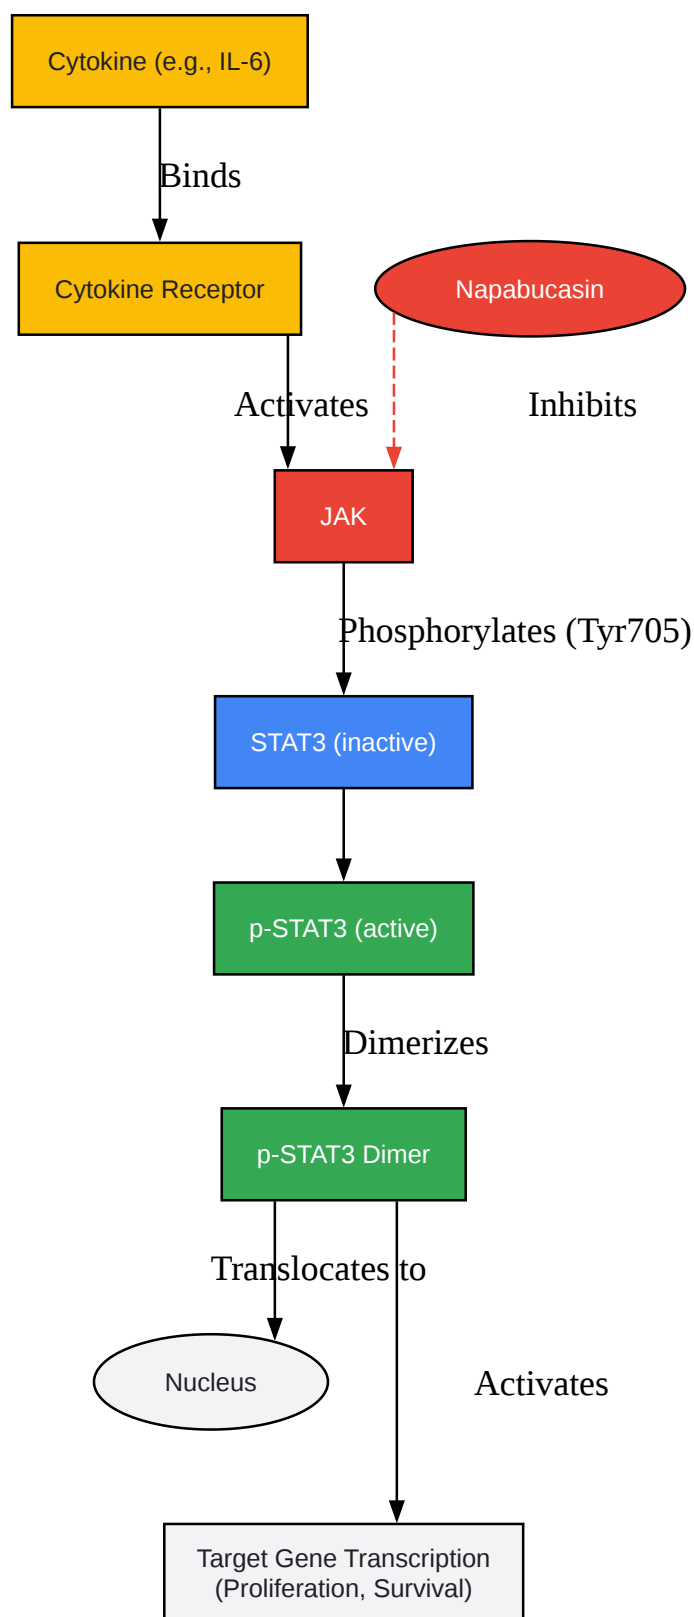 Cytokine (e.g., IL-6)
Binds
Cytokine Receptor
Napabucasin
Activates
Inhibits
JAK
Phosphorylates (Tyr705)
STAT3 (inactive)
p-STAT3 (active)
Dimerizes
p-STAT3 Dimer
Translocates to
Nucleus
Activates
Target Gene Transcription
(Proliferation, Survival)